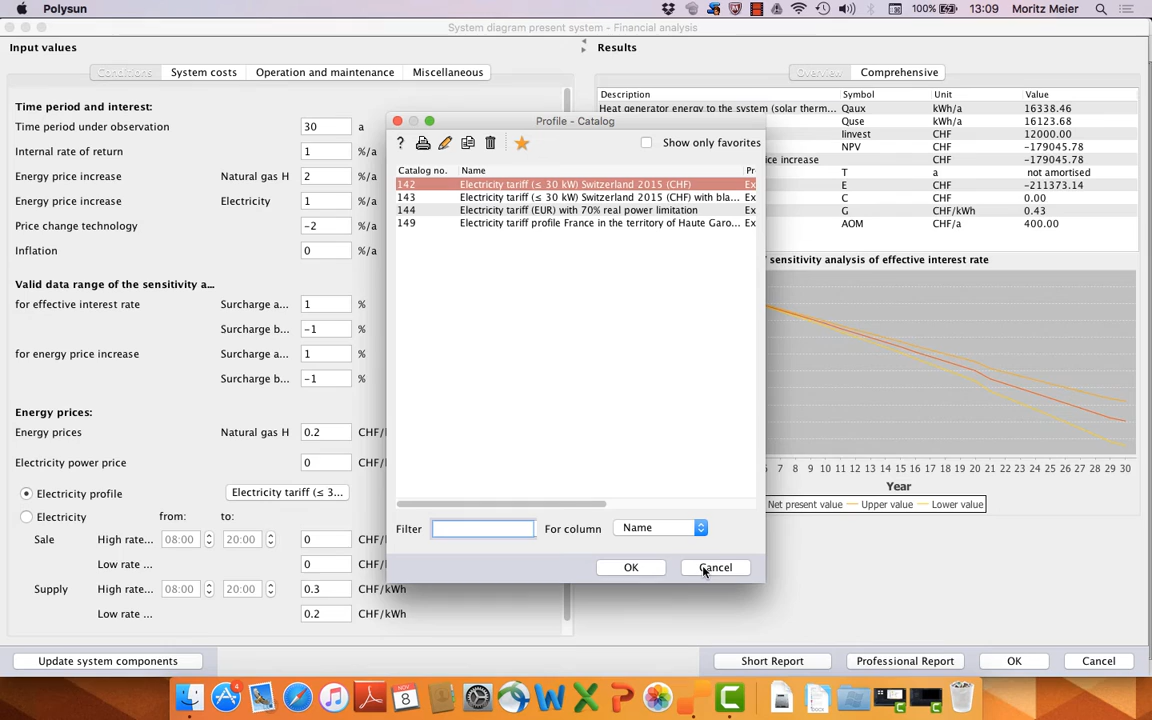 Polysun
100%
13:09
Moritz Meier
System diagram present system - Financial analysis
Input values
Results
Conditions
System costs
Operation and maintenance
Miscellaneous
Overview
Comprehensive
Time period and interest:
Time period under observation 30 a
Internal rate of return 1 %/a
Energy price increase Natural gas H 2 %/a
Energy price increase Electricity 1 %/a
Price change technology -2 %/a
Inflation 0 %/a
Valid data range of the sensitivity a...
for effective interest rate Surcharge a... 1 %
Surcharge b... -1 %
for energy price increase Surcharge a... 1 %
Surcharge b... -1 %
Energy prices:
Energy prices Natural gas H 0.2 CHF/
Electricity power price 0 CHF/
Electricity profile Electricity tariff (≤ 3...
Electricity from: to:
Sale High rate... 08:00 20:00 0 CHF/
Low rate ... 0 CHF/
Supply High rate... 08:00 20:00 0.3 CHF/kWh
Low rate ... 0.2 CHF/kWh
Update system components
Profile - Catalog
?
Show only favorites
Catalog no. Name Pr
142 Electricity tariff (≤ 30 kW) Switzerland 2015 (CHF) Ex
143 Electricity tariff (≤ 30 kW) Switzerland 2015 (CHF) with bla... Ex
144 Electricity tariff (EUR) with 70% real power limitation Ex
149 Electricity tariff profile France in the territory of Haute Garo... Ex
Filter For column Name
OK Cancel
Description Symbol Unit Value
Heat generator energy to the system (solar therm... Qaux kWh/a 16338.46
Quse kWh/a 16123.68
Iinvest CHF 12000.00
NPV CHF -179045.78
ice increase CHF -179045.78
T a not amortised
E CHF -211373.14
C CHF 0.00
G CHF/kWh 0.43
AOM CHF/a 400.00
sensitivity analysis of effective interest rate
6 7 8 9 10 11 12 13 14 15 16 17 18 19 20 21 22 23 24 25 26 27 28 29 30
Year
Net present value Upper value Lower value
Short Report
Professional Report
OK
Cancel
4
NOV
8